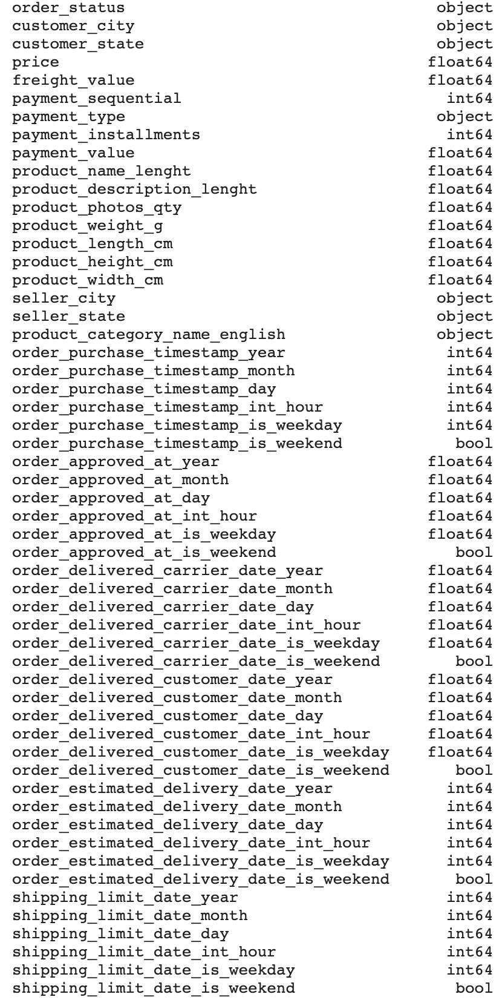 order_status object
customer_city object
customer_state object
price float64
freight_value float64
payment_sequential int64
payment_type object
payment_installments int64
payment_value float64
product_name_lenght float64
product_description_lenght float64
product_photos_qty float64
product_weight_g float64
product_length_cm float64
product_height_cm float64
product_width_cm float64
seller_city object
seller_state object
product_category_name_english object
order_purchase_timestamp_year int64
order_purchase_timestamp_month int64
order_purchase_timestamp_day int64
order_purchase_timestamp_int_hour int64
order_purchase_timestamp_is_weekday int64
order_purchase_timestamp_is_weekend bool
order_approved_at_year float64
order_approved_at_month float64
order_approved_at_day float64
order_approved_at_int_hour float64
order_approved_at_is_weekday float64
order_approved_at_is_weekend bool
order_delivered_carrier_date_year float64
order_delivered_carrier_date_month float64
order_delivered_carrier_date_day float64
order_delivered_carrier_date_int_hour float64
order_delivered_carrier_date_is_weekday float64
order_delivered_carrier_date_is_weekend bool
order_delivered_customer_date_year float64
order_delivered_customer_date_month float64
order_delivered_customer_date_day float64
order_delivered_customer_date_int_hour float64
order_delivered_customer_date_is_weekday float64
order_delivered_customer_date_is_weekend bool
order_estimated_delivery_date_year int64
order_estimated_delivery_date_month int64
order_estimated_delivery_date_day int64
order_estimated_delivery_date_int_hour int64
order_estimated_delivery_date_is_weekday int64
order_estimated_delivery_date_is_weekend bool
shipping_limit_date_year int64
shipping_limit_date_month int64
shipping_limit_date_day int64
shipping_limit_date_int_hour int64
shipping_limit_date_is_weekday int64
shipping_limit_date_is_weekend bool